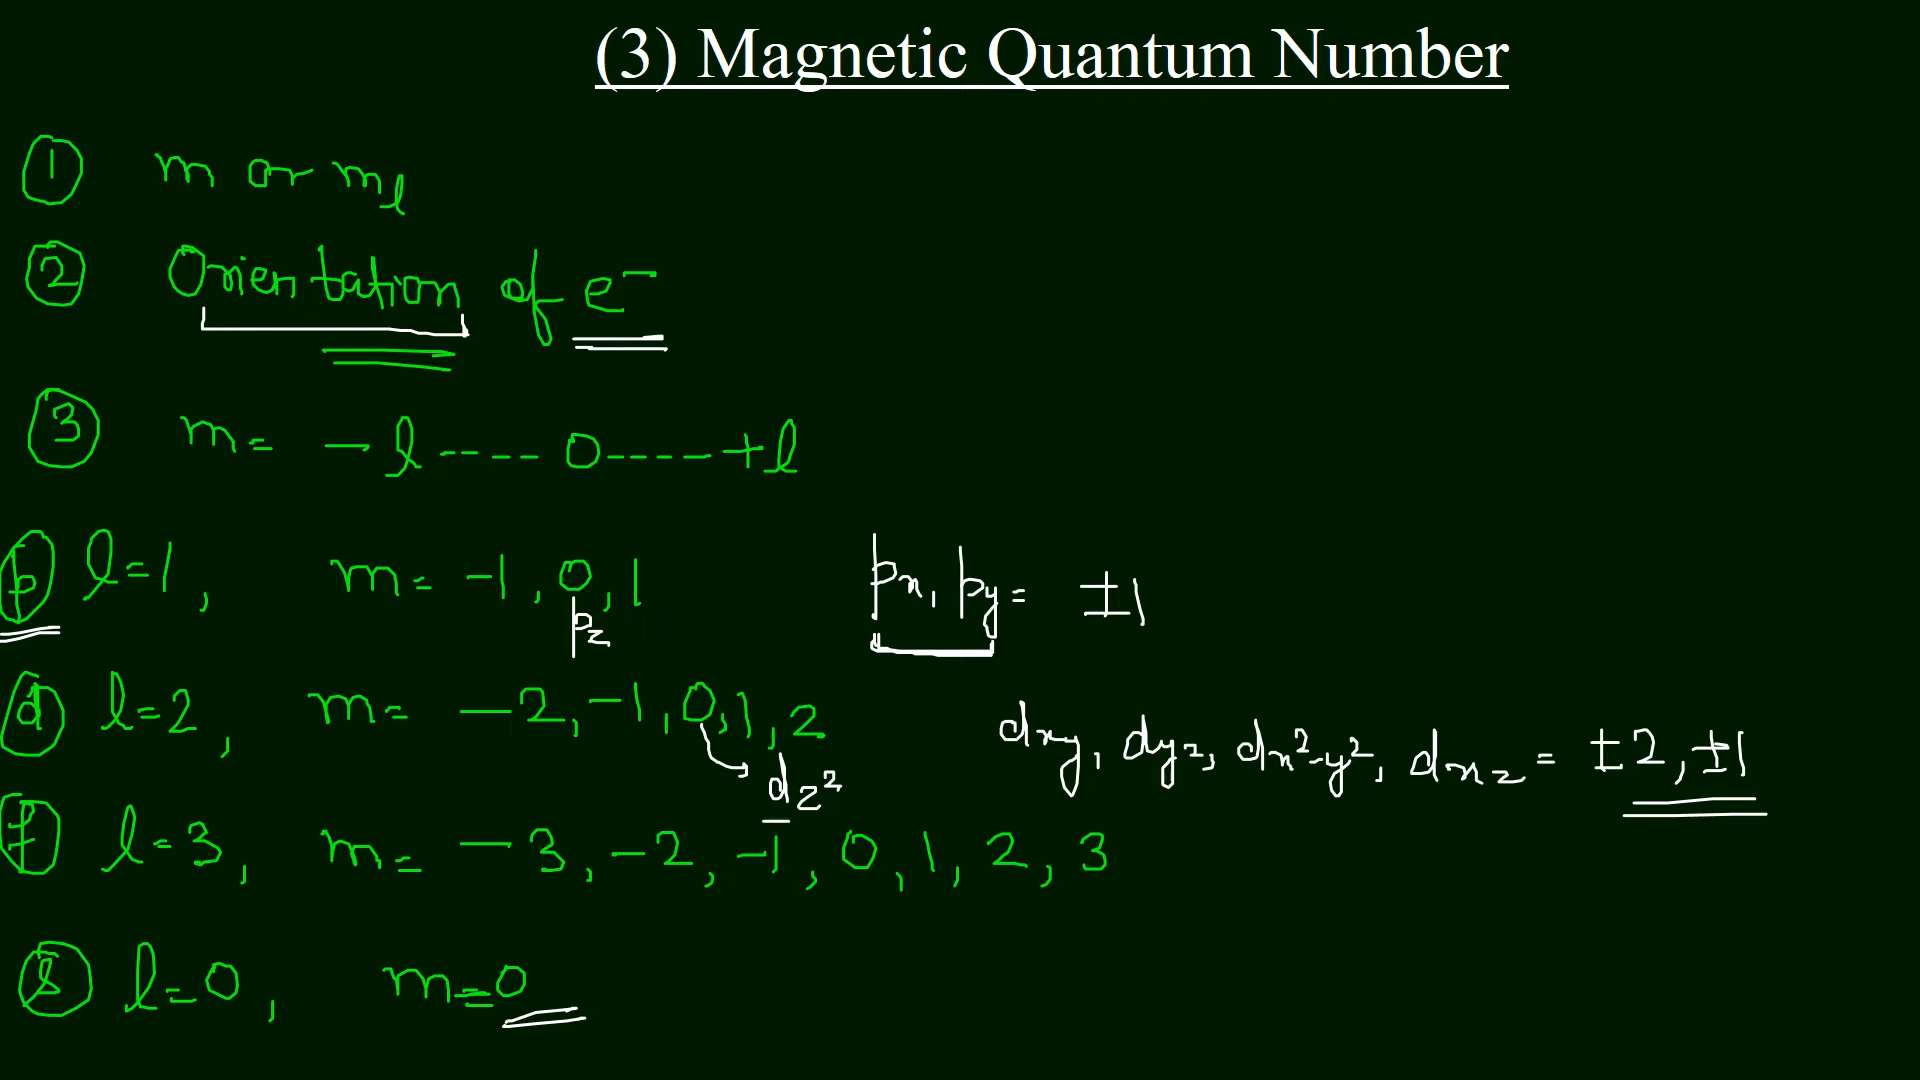 (3) Magnetic Quantum Number
① m or mₗ
② Orientation of e⁻
③ m = -l ---- 0 ----- +l
p l=1, m = -1, 0, 1 px, py = ±1
pz
d l=2, m = -2, -1, 0, 1, 2 dxy, dyz, dx²-y², dxz = ±2, ±1
dz²
f l=3, m = -3, -2, -1, 0, 1, 2, 3
s l=0, m=0